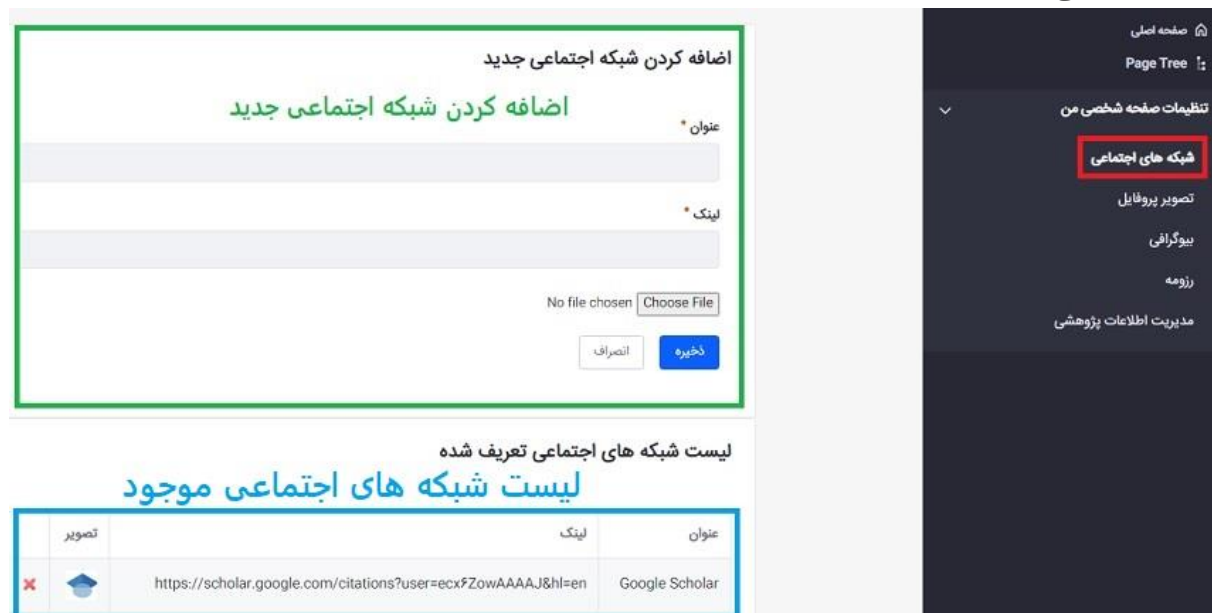 صفحه اصلی
Page Tree
تنظیمات صفحه شخصی من
شبکه های اجتماعی
تصویر پروفایل
بیوگرافی
رزومه
مدیریت اطلاعات پژوهشی
اضافه کردن شبکه اجتماعی جدید
اضافه کردن شبکه اجتماعی جدید
عنوان *
لینک *
Choose File No file chosen
ذخیره انصراف
لیست شبکه های اجتماعی تعریف شده
لیست شبکه های اجتماعی موجود
عنوان لینک تصویر
Google Scholar https://scholar.google.com/citations?user=ecx۶ZowAAAAJ&hl=en